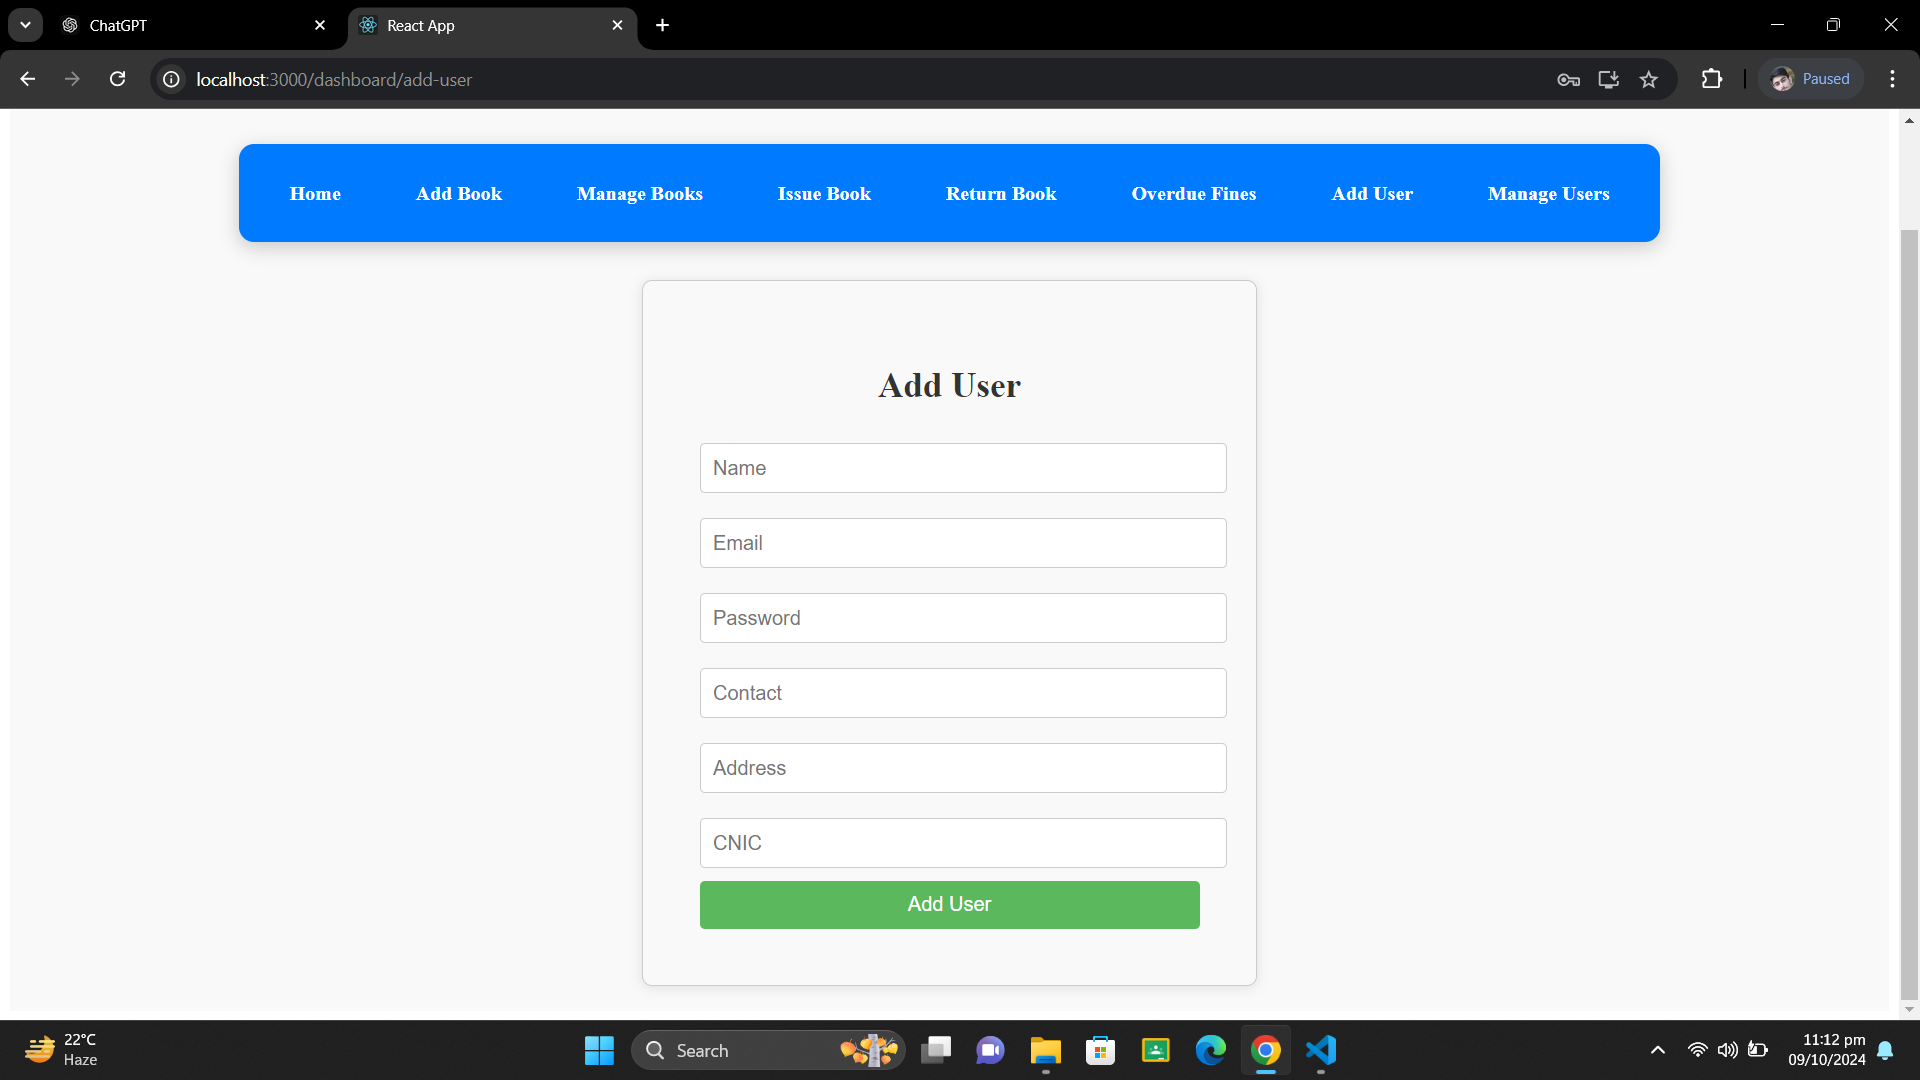 ChatGPT
React App
localhost:3000/dashboard/add-user
Paused
Home Add Book Manage Books Issue Book Return Book Overdue Fines Add User Manage Users
Add User
Name
Email
Password
Contact
Address
CNIC
Add User
22°C
Haze
Search
11:12 pm
09/10/2024